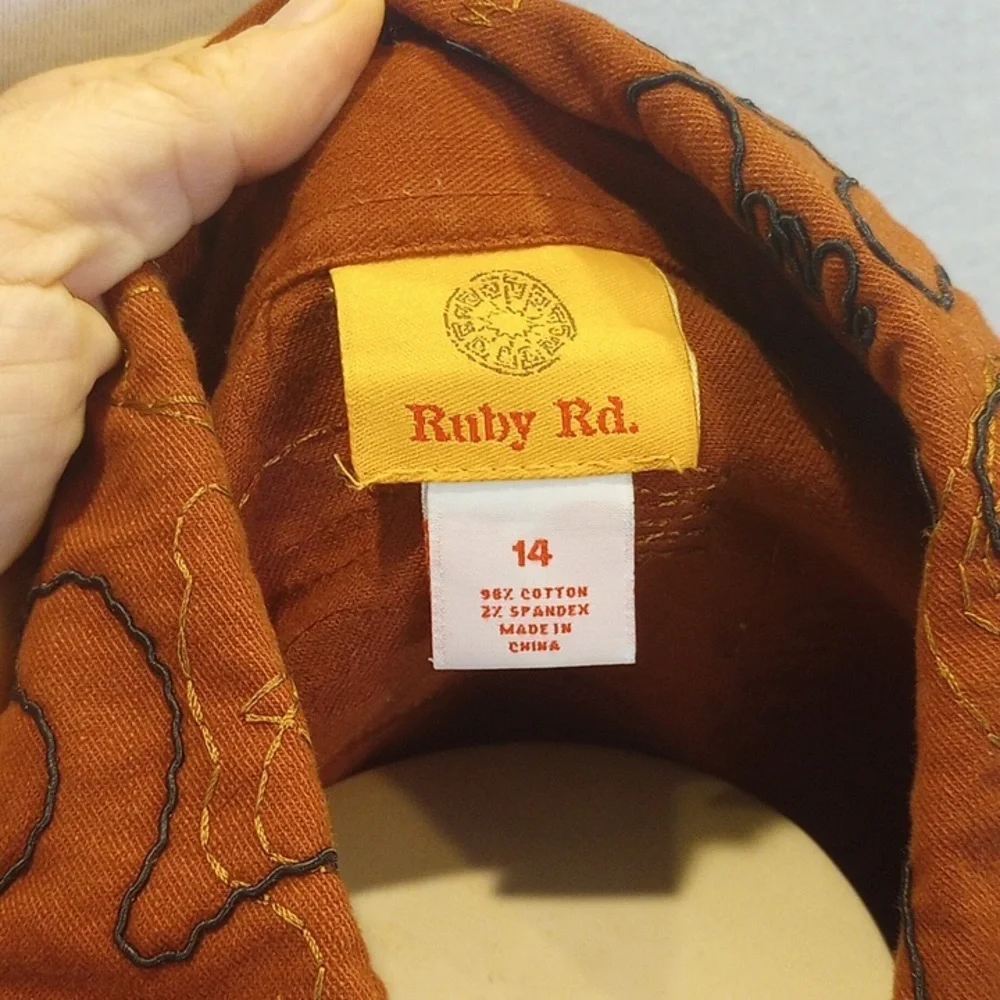 Ruby Rd.
14
98% COTTON
2% SPANDEX
MADE IN
CHINA